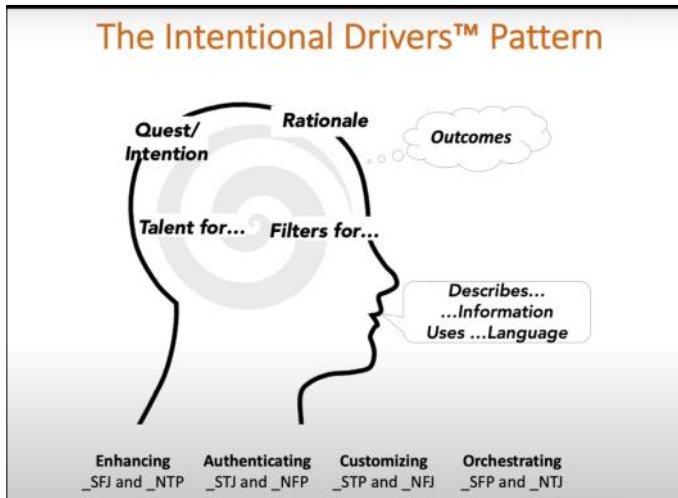 The Intentional Drivers™ Pattern
Quest/
Intention
Rationale
Outcomes
Talent for…
Filters for…
Describes…
…Information
Uses …Language
Enhancing
_SFJ and _NTP
Authenticating
_STJ and _NFP
Customizing
_STP and _NFJ
Orchestrating
_SFP and _NTJ